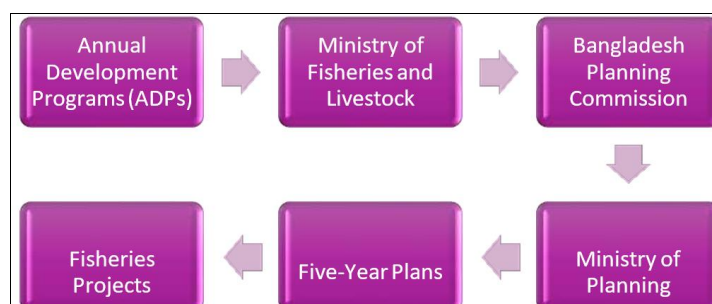 Annual
Development
Programs (ADPs)
Ministry of
Fisheries and
Livestock
Bangladesh
Planning
Commission
Ministry of
Planning
Five-Year Plans
Fisheries
Projects